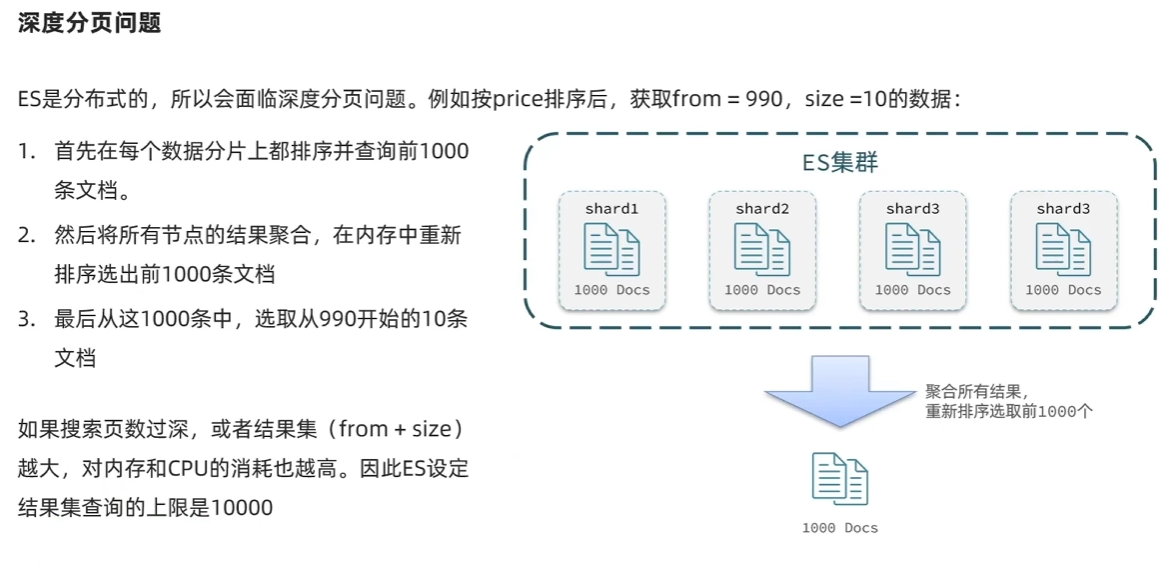 深度分页问题
ES是分布式的，所以会面临深度分页问题。例如按price排序后，获取from = 990，size =10的数据：
1. 首先在每个数据分片上都排序并查询前1000
条文档。
2. 然后将所有节点的结果聚合，在内存中重新
排序选出前1000条文档
3. 最后从这1000条中，选取从990开始的10条
文档
如果搜索页数过深，或者结果集（from + size）
越大，对内存和CPU的消耗也越高。因此ES设定
结果集查询的上限是10000
ES集群
shard1
1000 Docs
shard2
1000 Docs
shard3
1000 Docs
shard3
1000 Docs
聚合所有结果，
重新排序选取前1000个
1000 Docs